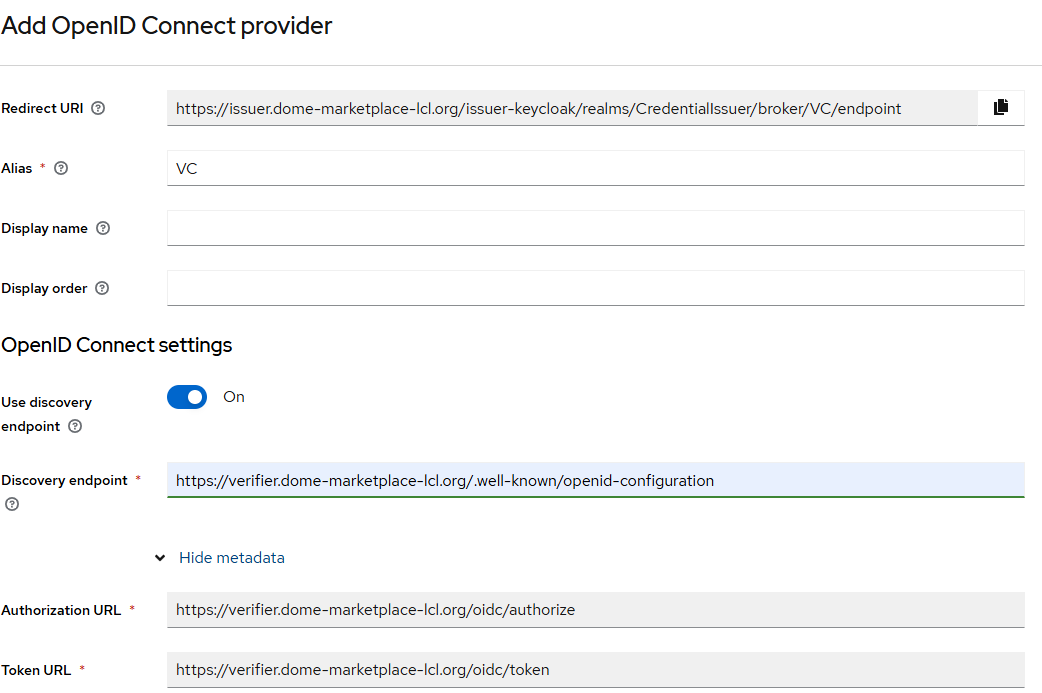 Add OpenID Connect provider
Redirect URI
https://issuer.dome-marketplace-lcl.org/issuer-keycloak/realms/CredentialIssuer/broker/VC/endpoint
Alias *
VC
Display name
Display order
OpenID Connect settings
Use discovery
endpoint
On
Discovery endpoint *
https://verifier.dome-marketplace-lcl.org/.well-known/openid-configuration
Hide metadata
Authorization URL *
https://verifier.dome-marketplace-lcl.org/oidc/authorize
Token URL *
https://verifier.dome-marketplace-lcl.org/oidc/token